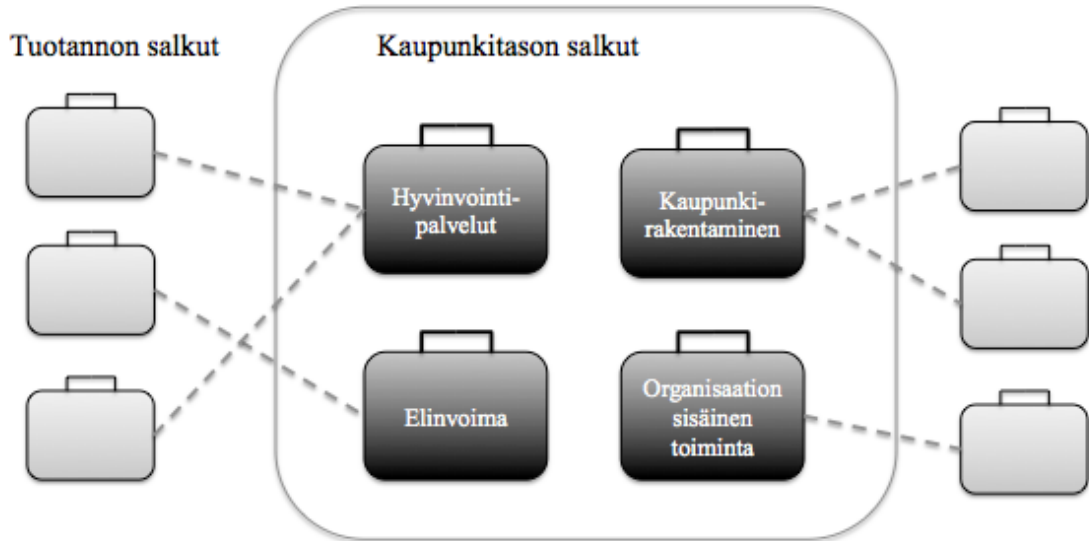 Tuotannon salkut
Kaupunkitason salkut
Hyvinvointi-
palvelut
Kaupunki-
rakentaminen
Elinvoima
Organisaation
sisäinen
toiminta